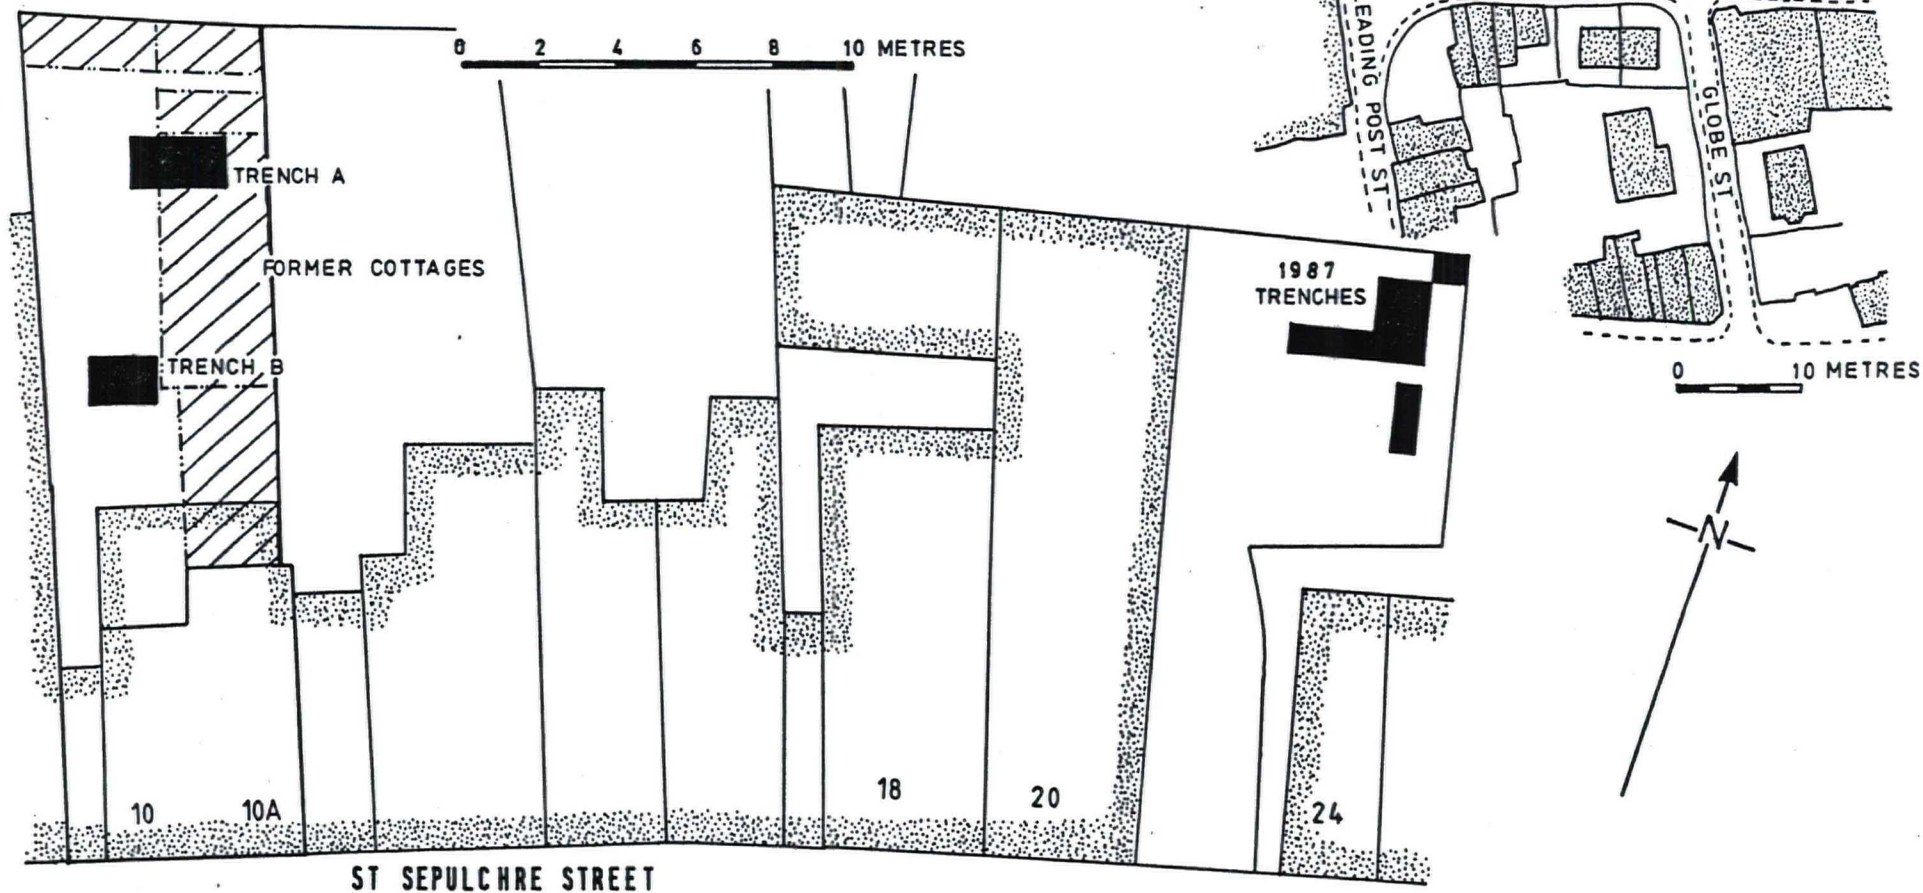 0 2 4 6 8 10 METRES
TRENCH A
FORMER COTTAGES
TRENCH B
1987
TRENCHES
10
10A
18
20
24
ST SEPULCHRE STREET
EADING POST ST
GLOBE ST
0 10 METRES
N